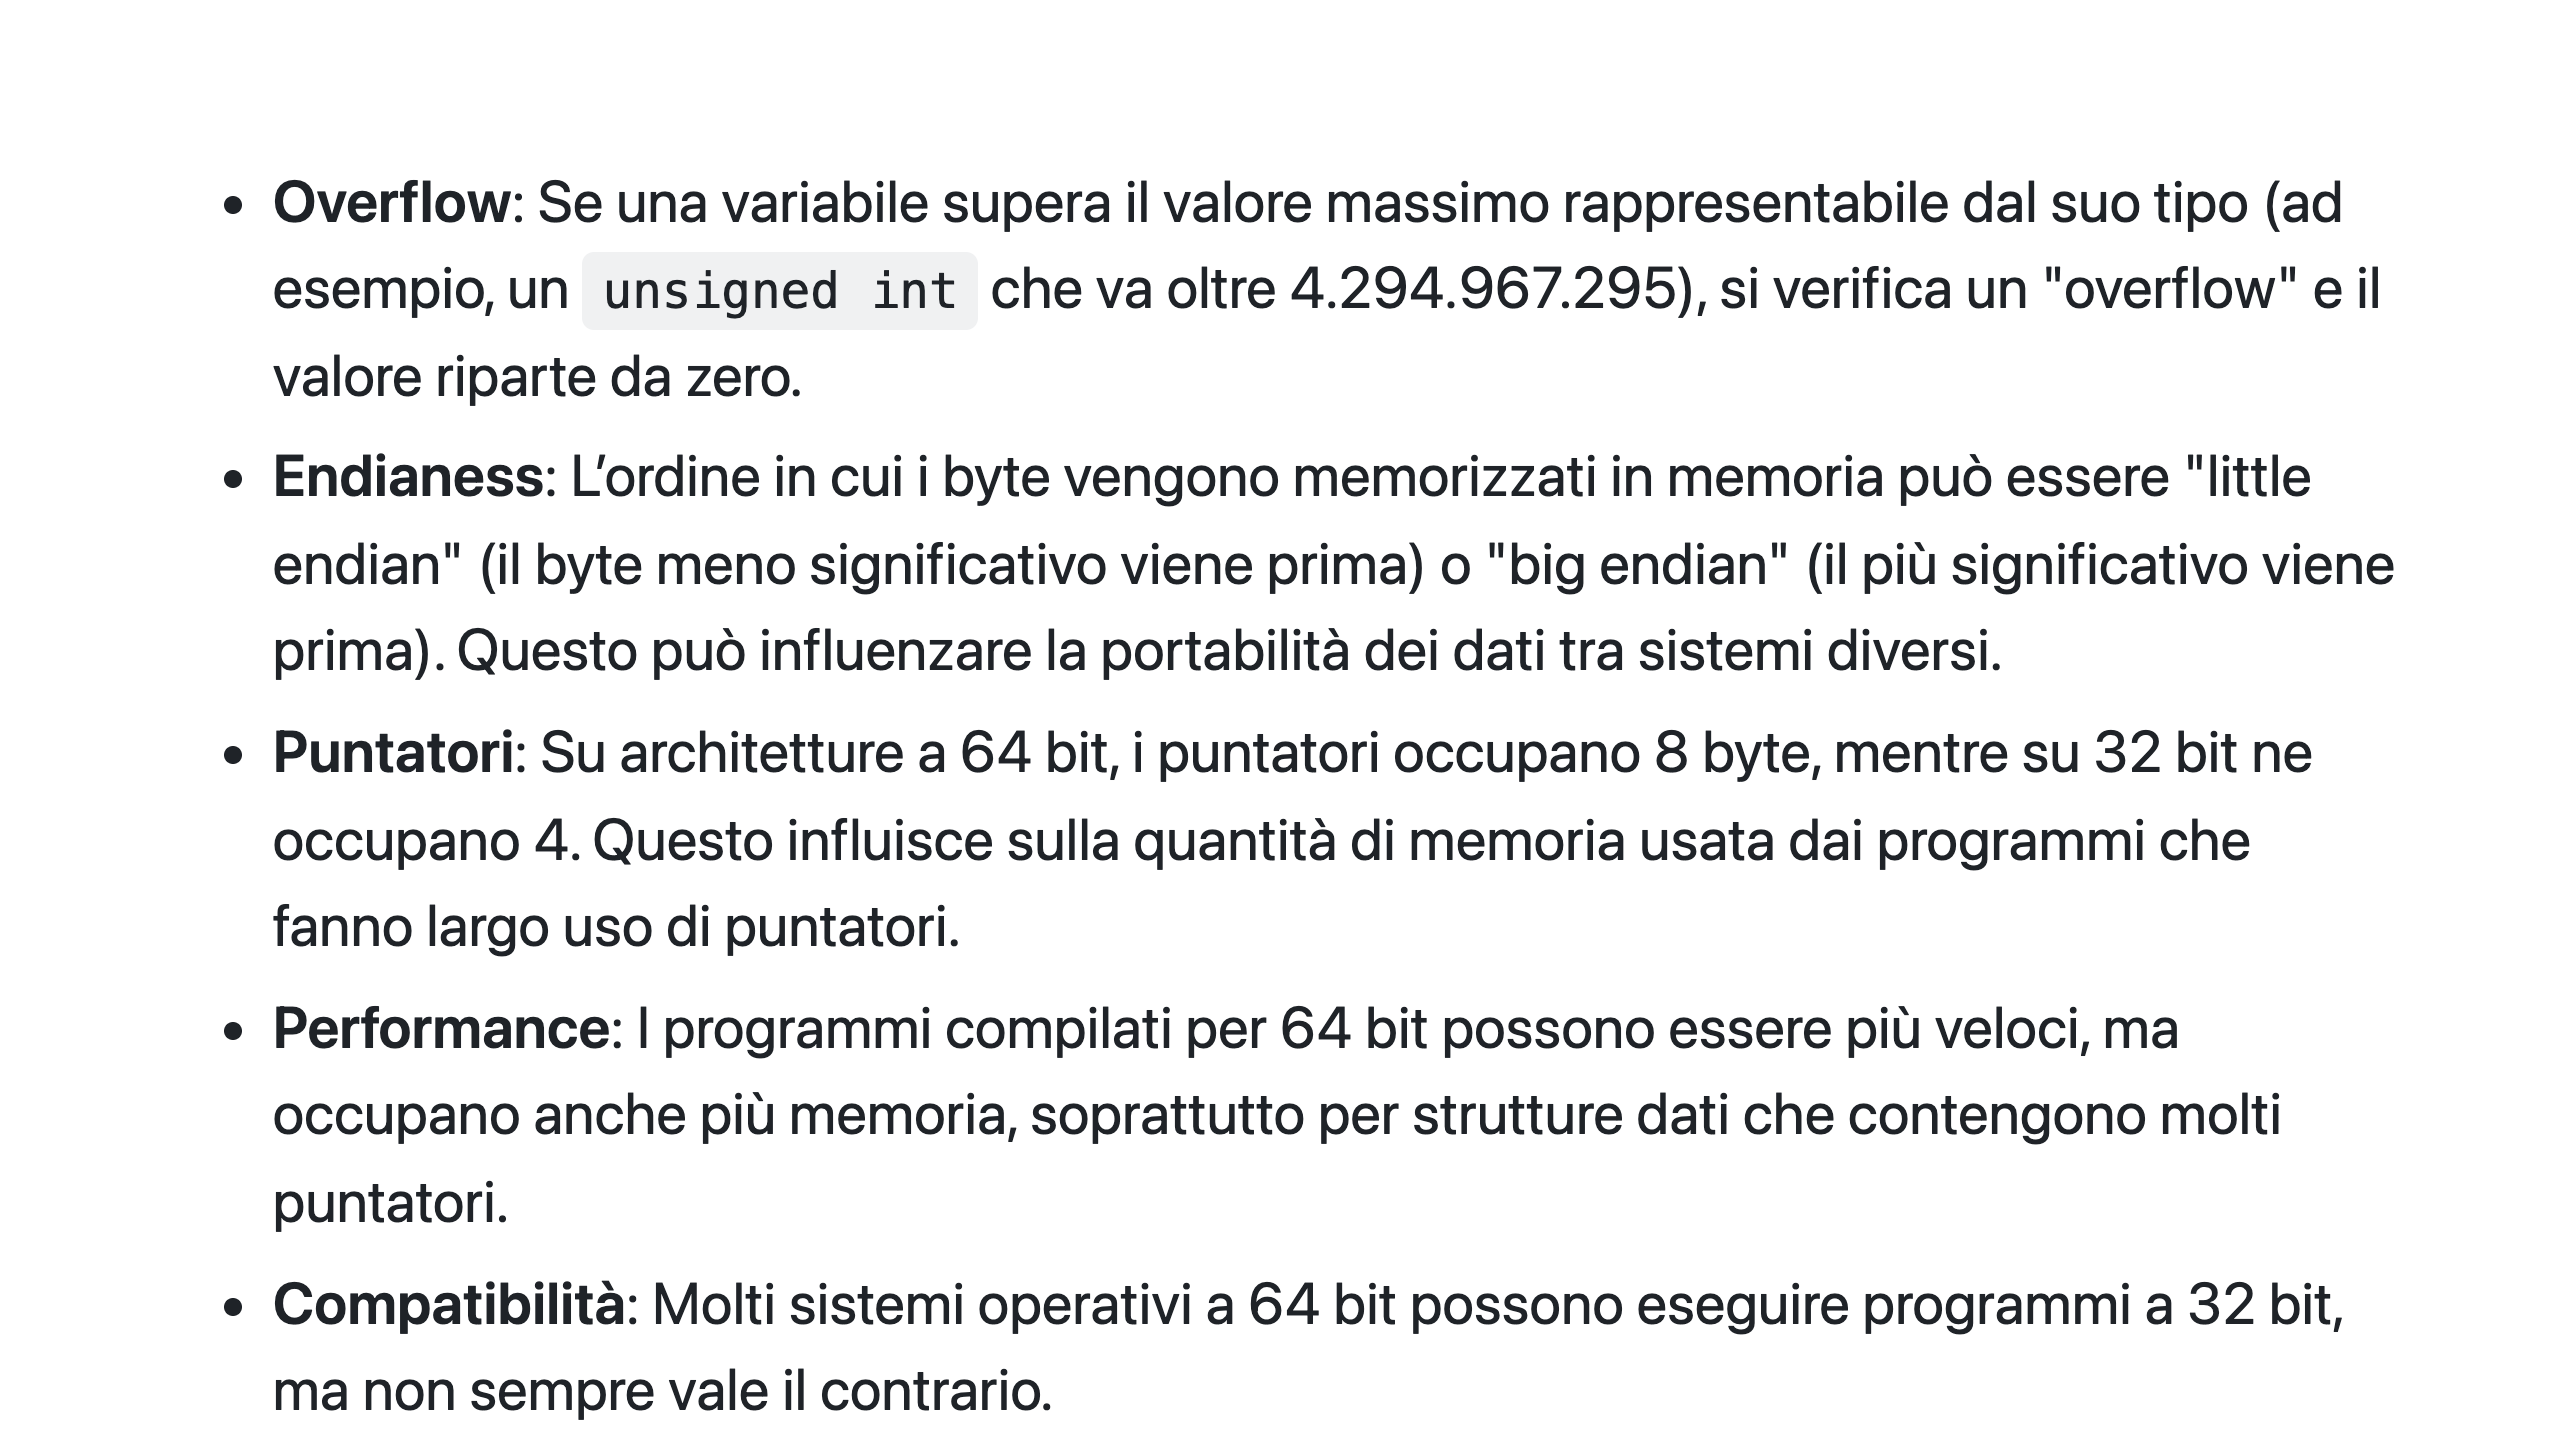 • Overflow: Se una variabile supera il valore massimo rappresentabile dal suo tipo (ad
esempio, un unsigned int che va oltre 4.294.967.295), si verifica un "overflow" e il
valore riparte da zero.
• Endianess: L’ordine in cui i byte vengono memorizzati in memoria può essere "little
endian" (il byte meno significativo viene prima) o "big endian" (il più significativo viene
prima). Questo può influenzare la portabilità dei dati tra sistemi diversi.
• Puntatori: Su architetture a 64 bit, i puntatori occupano 8 byte, mentre su 32 bit ne
occupano 4. Questo influisce sulla quantità di memoria usata dai programmi che
fanno largo uso di puntatori.
• Performance: I programmi compilati per 64 bit possono essere più veloci, ma
occupano anche più memoria, soprattutto per strutture dati che contengono molti
puntatori.
• Compatibilità: Molti sistemi operativi a 64 bit possono eseguire programmi a 32 bit,
ma non sempre vale il contrario.